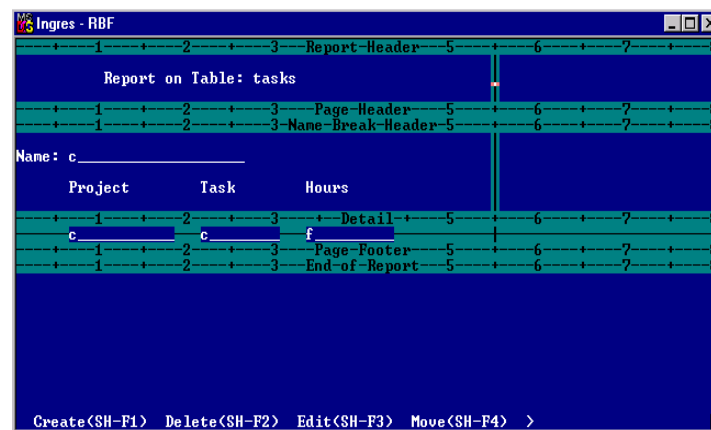 Ingres - RBF
----+----1----+----2----+----3---Report-Header---5----+----6----+----7----+----
Report on Table: tasks
----+----1----+----2----+----3----Page-Header----5----+----6----+----7----+----
----+----1----+----2----+----3-Name-Break-Header-5----+----6----+----7----+----
Name: c___________________
Project Task Hours
----+----1----+----2----+----3----+--Detail-+----5----+----6----+----7----+----
c___________ c_________ f_________
----+----1----+----2----+----3----Page-Footer----5----+----6----+----7----+----
----+----1----+----2----+----3---End-of-Report---5----+----6----+----7----+----
Create(SH-F1) Delete(SH-F2) Edit(SH-F3) Move(SH-F4) >